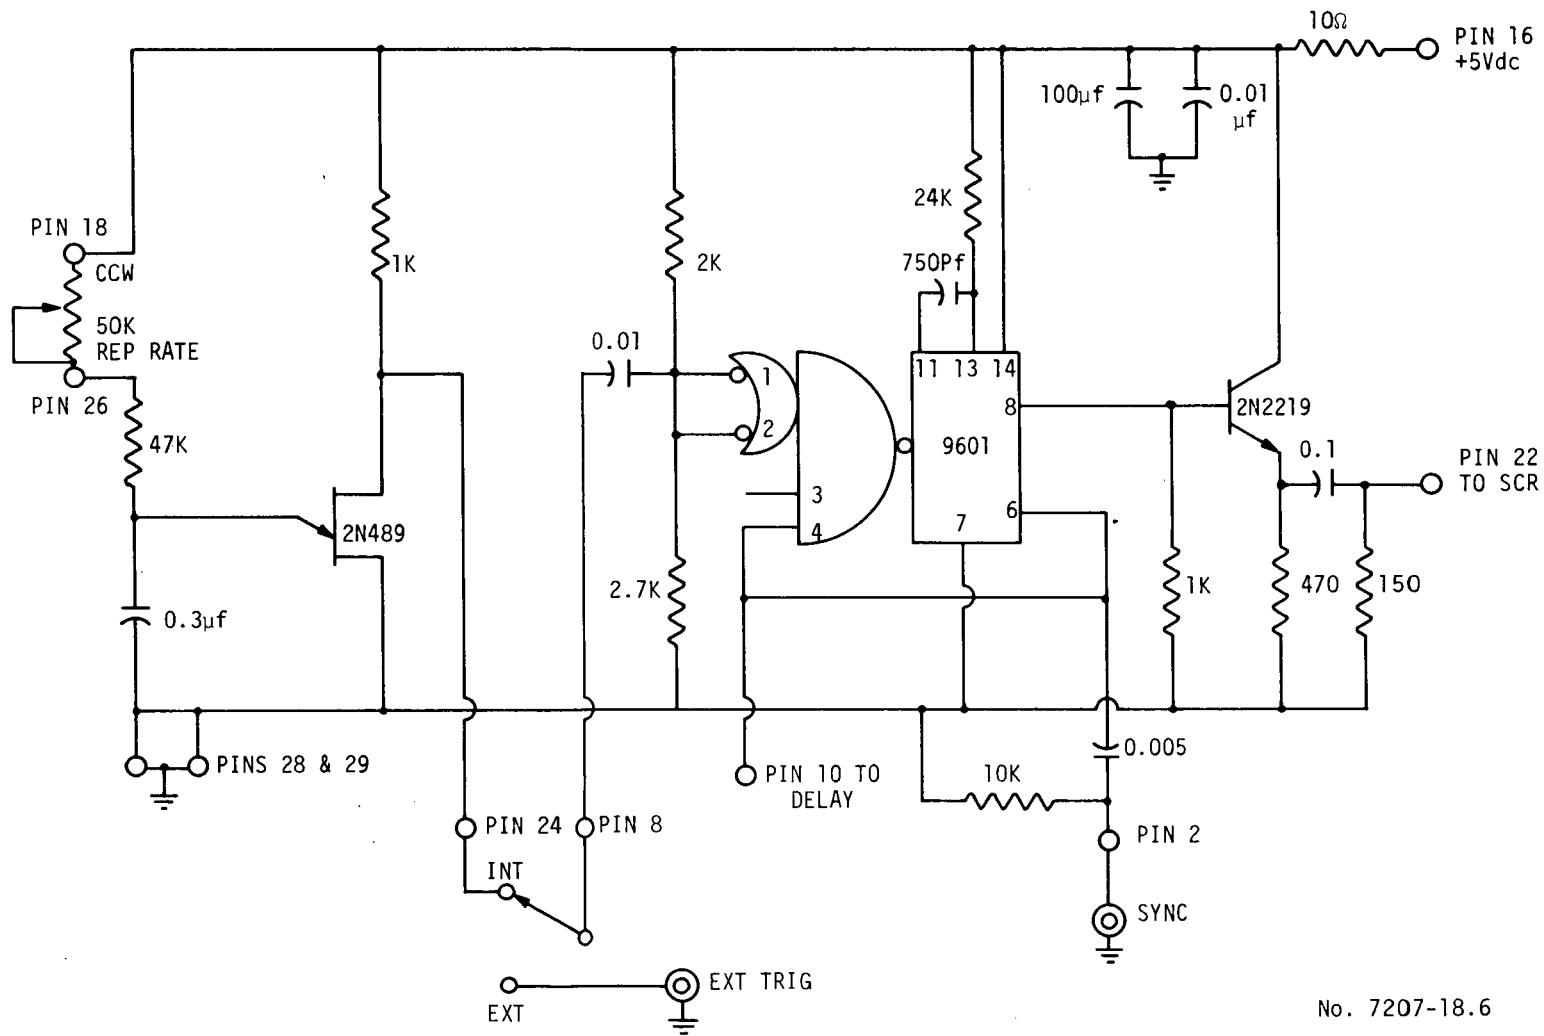 10Ω
PIN 16
+5Vdc
100µf
0.01
µf
24K
PIN 18
CCW
1K
2K
750Pf
50K
REP RATE
0.01
PIN 26
1
2
11 13 14
8
2N2219
47K
9601
0.1
PIN 22
TO SCR
3
4
2N489
7
6
2.7K
1K
470
150
0.3µf
PINS 28 & 29
PIN 10 TO
DELAY
10K
0.005
PIN 24
PIN 8
PIN 2
INT
SYNC
EXT TRIG
EXT
No. 7207-18.6